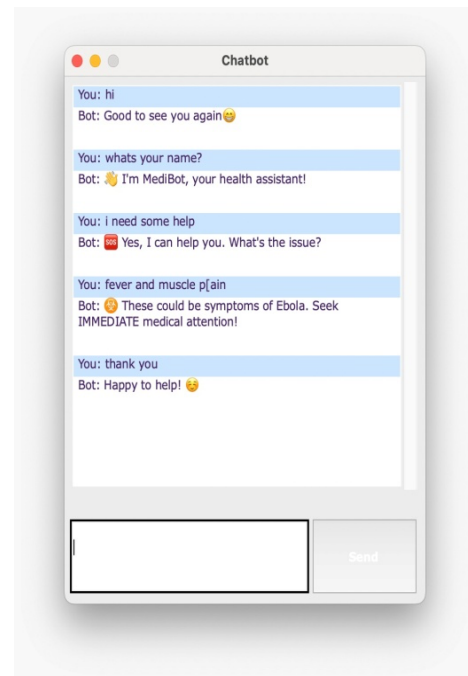 Chatbot
You: hi
Bot: Good to see you again😁
You: whats your name?
Bot: 👋 I'm MediBot, your health assistant!
You: i need some help
Bot: 🆘 Yes, I can help you. What's the issue?
You: fever and muscle p[ain
Bot: 🤒 These could be symptoms of Ebola. Seek
IMMEDIATE medical attention!
You: thank you
Bot: Happy to help! ☺️
Send